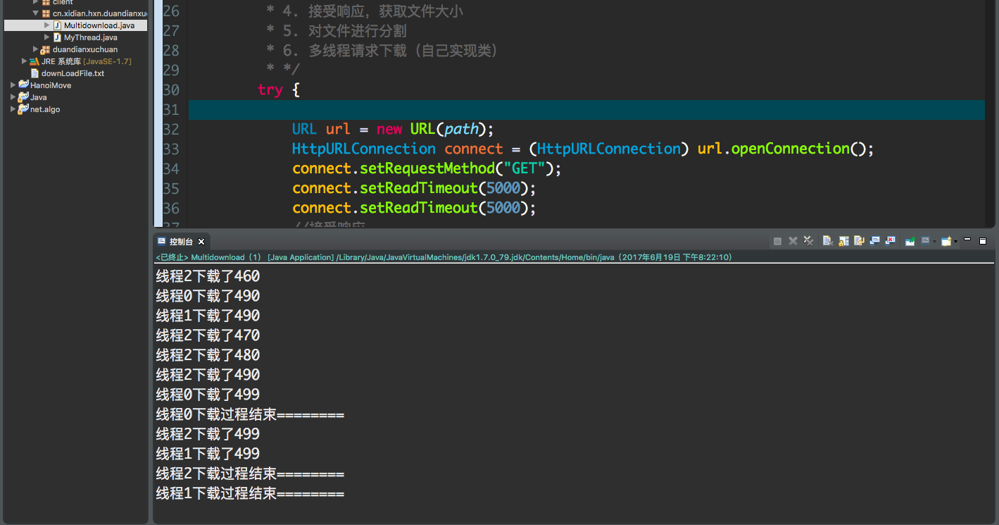 client
cn.xidian.hxn.duandianxu
Multidownload.java
MyThread.java
duandianxuchuan
JRE 系统库 [JavaSE-1.7]
downLoadFile.txt
HanoiMove
Java
net.algo
26 * 4. 接受响应，获取文件大小
27 * 5. 对文件进行分割
28 * 6. 多线程请求下载（自己实现类）
29 * */
30 try {
31
32 URL url = new URL(path);
33 HttpURLConnection connect = (HttpURLConnection) url.openConnection();
34 connect.setRequestMethod("GET");
35 connect.setReadTimeout(5000);
36 connect.setReadTimeout(5000);
37 //接受响应
控制台
<已终止> Multidownload（1） [Java Application] /Library/Java/JavaVirtualMachines/jdk1.7.0_79.jdk/Contents/Home/bin/java（2017年6月19日 下午8:22:10）
线程2下载了460
线程0下载了490
线程1下载了490
线程2下载了470
线程2下载了480
线程2下载了490
线程0下载了499
线程0下载过程结束========
线程2下载了499
线程1下载了499
线程2下载过程结束========
线程1下载过程结束========